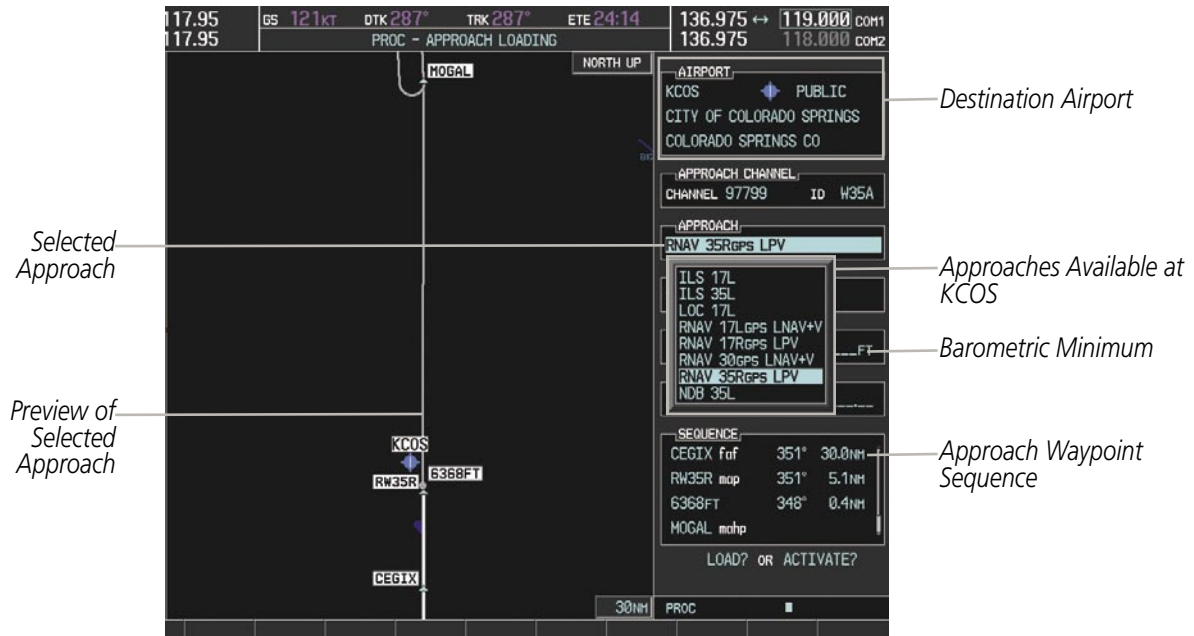 117.95 GS 121KT DTK 287° TRK 287° ETE 24:14 136.975 ↔ 119.000 COM1
117.95 PROC - APPROACH LOADING 136.975 118.000 COM2
MOGAL
NORTH UP
AIRPORT
KCOS PUBLIC
CITY OF COLORADO SPRINGS
COLORADO SPRINGS CO
Destination Airport
APPROACH CHANNEL
CHANNEL 97799 ID W35A
APPROACH
RNAV 35RGPS LPV
Selected
Approach
ILS 17L
ILS 35L
LOC 17L
RNAV 17LGPS LNAV+V
RNAV 17RGPS LPV
RNAV 30GPS LNAV+V
RNAV 35RGPS LPV
NDB 35L
Approaches Available at
KCOS
___FT
Barometric Minimum
Preview of
Selected
Approach
KCOS
RW35R
6368FT
CEGIX
SEQUENCE
CEGIX faf 351° 30.0NM
RW35R map 351° 5.1NM
6368FT 348° 0.4NM
MOGAL mahp
Approach Waypoint
Sequence
LOAD? OR ACTIVATE?
30NM
PROC